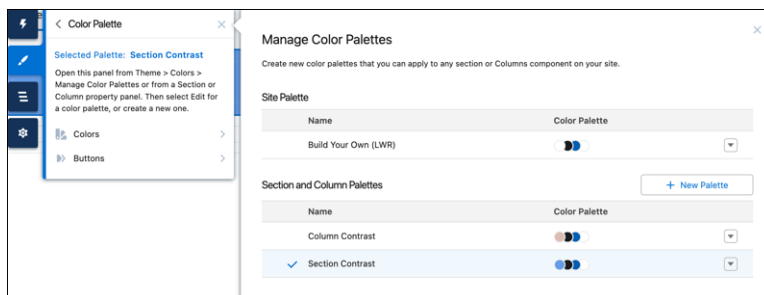 Color Palette
Selected Palette: Section Contrast
Open this panel from Theme > Colors >
Manage Color Palettes or from a Section or
Column property panel. Then select Edit for
a color palette, or create a new one.
Colors
Buttons
Manage Color Palettes
Create new color palettes that you can apply to any section or Columns component on your site.
Site Palette
Name Color Palette
Build Your Own (LWR)
Section and Column Palettes
+ New Palette
Name Color Palette
Column Contrast
Section Contrast